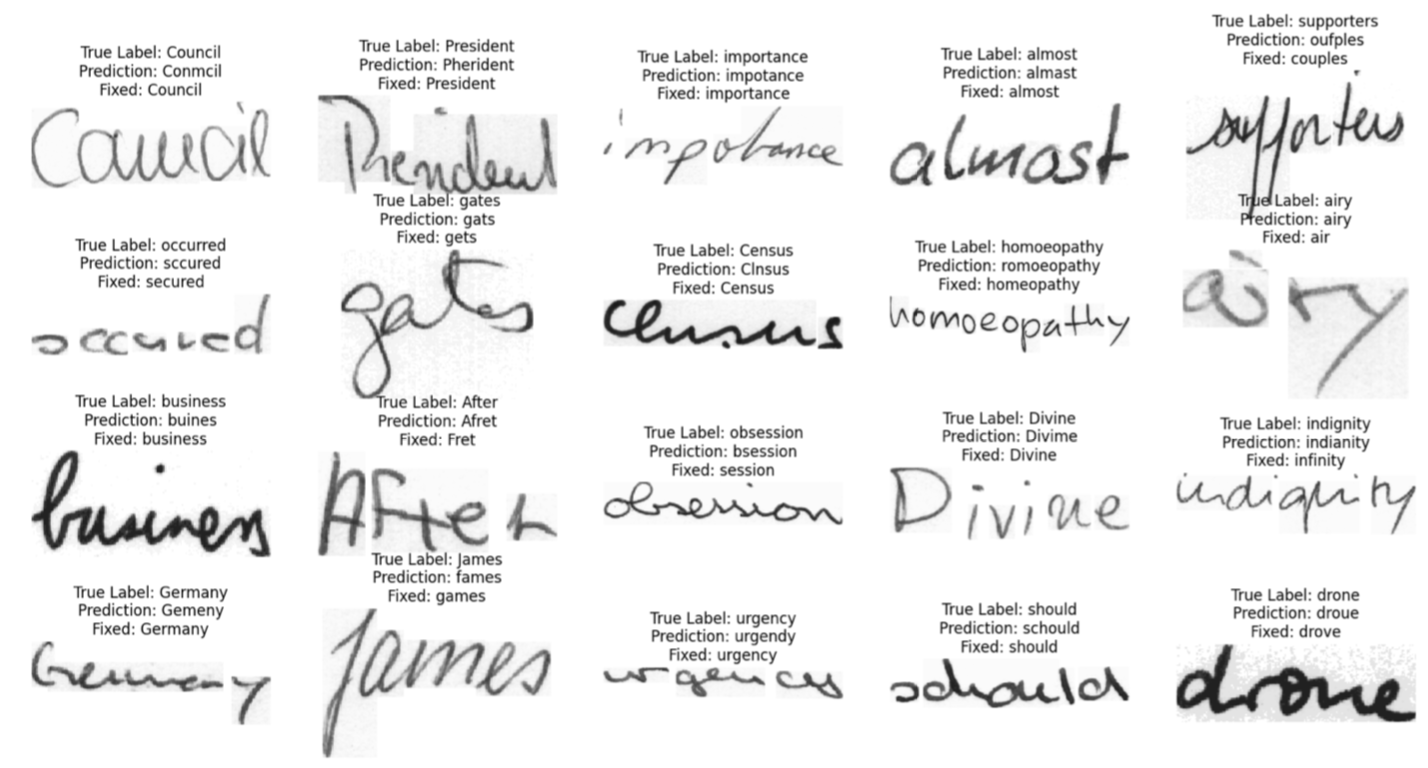 True Label: Council
Prediction: Conmcil
Fixed: Council
Council
True Label: President
Prediction: Pherident
Fixed: President
President
True Label: importance
Prediction: impotance
Fixed: importance
importance
True Label: almost
Prediction: almast
Fixed: almost
almost
True Label: supporters
Prediction: oufples
Fixed: couples
supporters
True Label: occurred
Prediction: sccured
Fixed: secured
occured
True Label: gates
Prediction: gats
Fixed: gets
gates
True Label: Census
Prediction: Clnsus
Fixed: Census
Census
True Label: homoeopathy
Prediction: romoeopathy
Fixed: homeopathy
homoeopathy
True Label: airy
Prediction: airy
Fixed: air
airy
True Label: business
Prediction: buines
Fixed: business
business
True Label: After
Prediction: Afret
Fixed: Fret
After
True Label: obsession
Prediction: bsession
Fixed: session
obsession
True Label: Divine
Prediction: Divime
Fixed: Divine
Divine
True Label: indignity
Prediction: indianity
Fixed: infinity
indignity
True Label: Germany
Prediction: Gemeny
Fixed: Germany
Germany
True Label: James
Prediction: fames
Fixed: games
James
True Label: urgency
Prediction: urgendy
Fixed: urgency
urgency
True Label: should
Prediction: schould
Fixed: should
schould
True Label: drone
Prediction: droue
Fixed: drove
drone